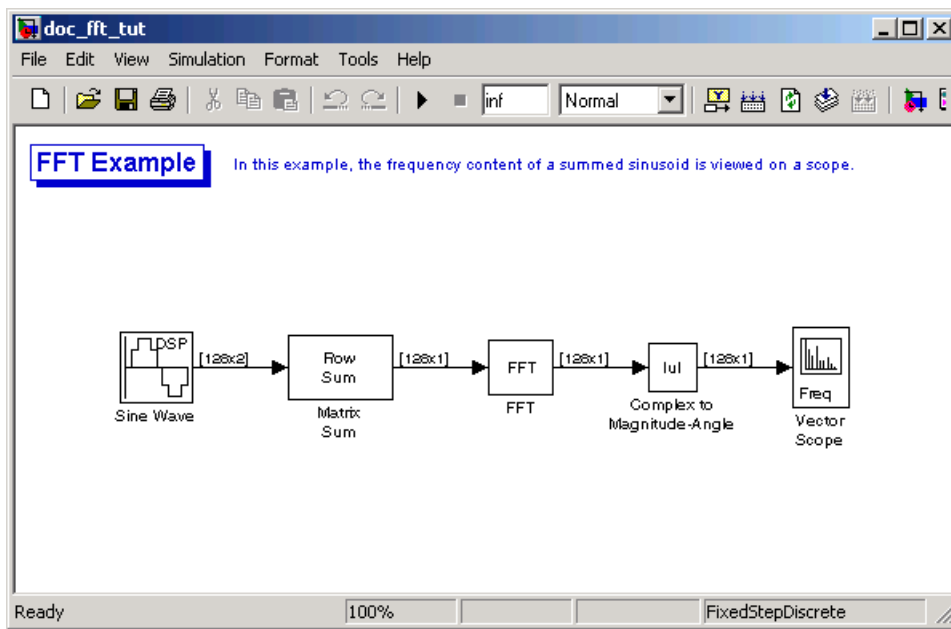 doc_fft_tut
File Edit View Simulation Format Tools Help
inf Normal
FFT Example In this example, the frequency content of a summed sinusoid is viewed on a scope.
DSP
[128x2]
Row
Sum
[128x1]
FFT
[128x1]
|u|
[128x1]
Freq
Sine Wave
Matrix
Sum
FFT
Complex to
Magnitude-Angle
Vector
Scope
Ready 100% FixedStepDiscrete